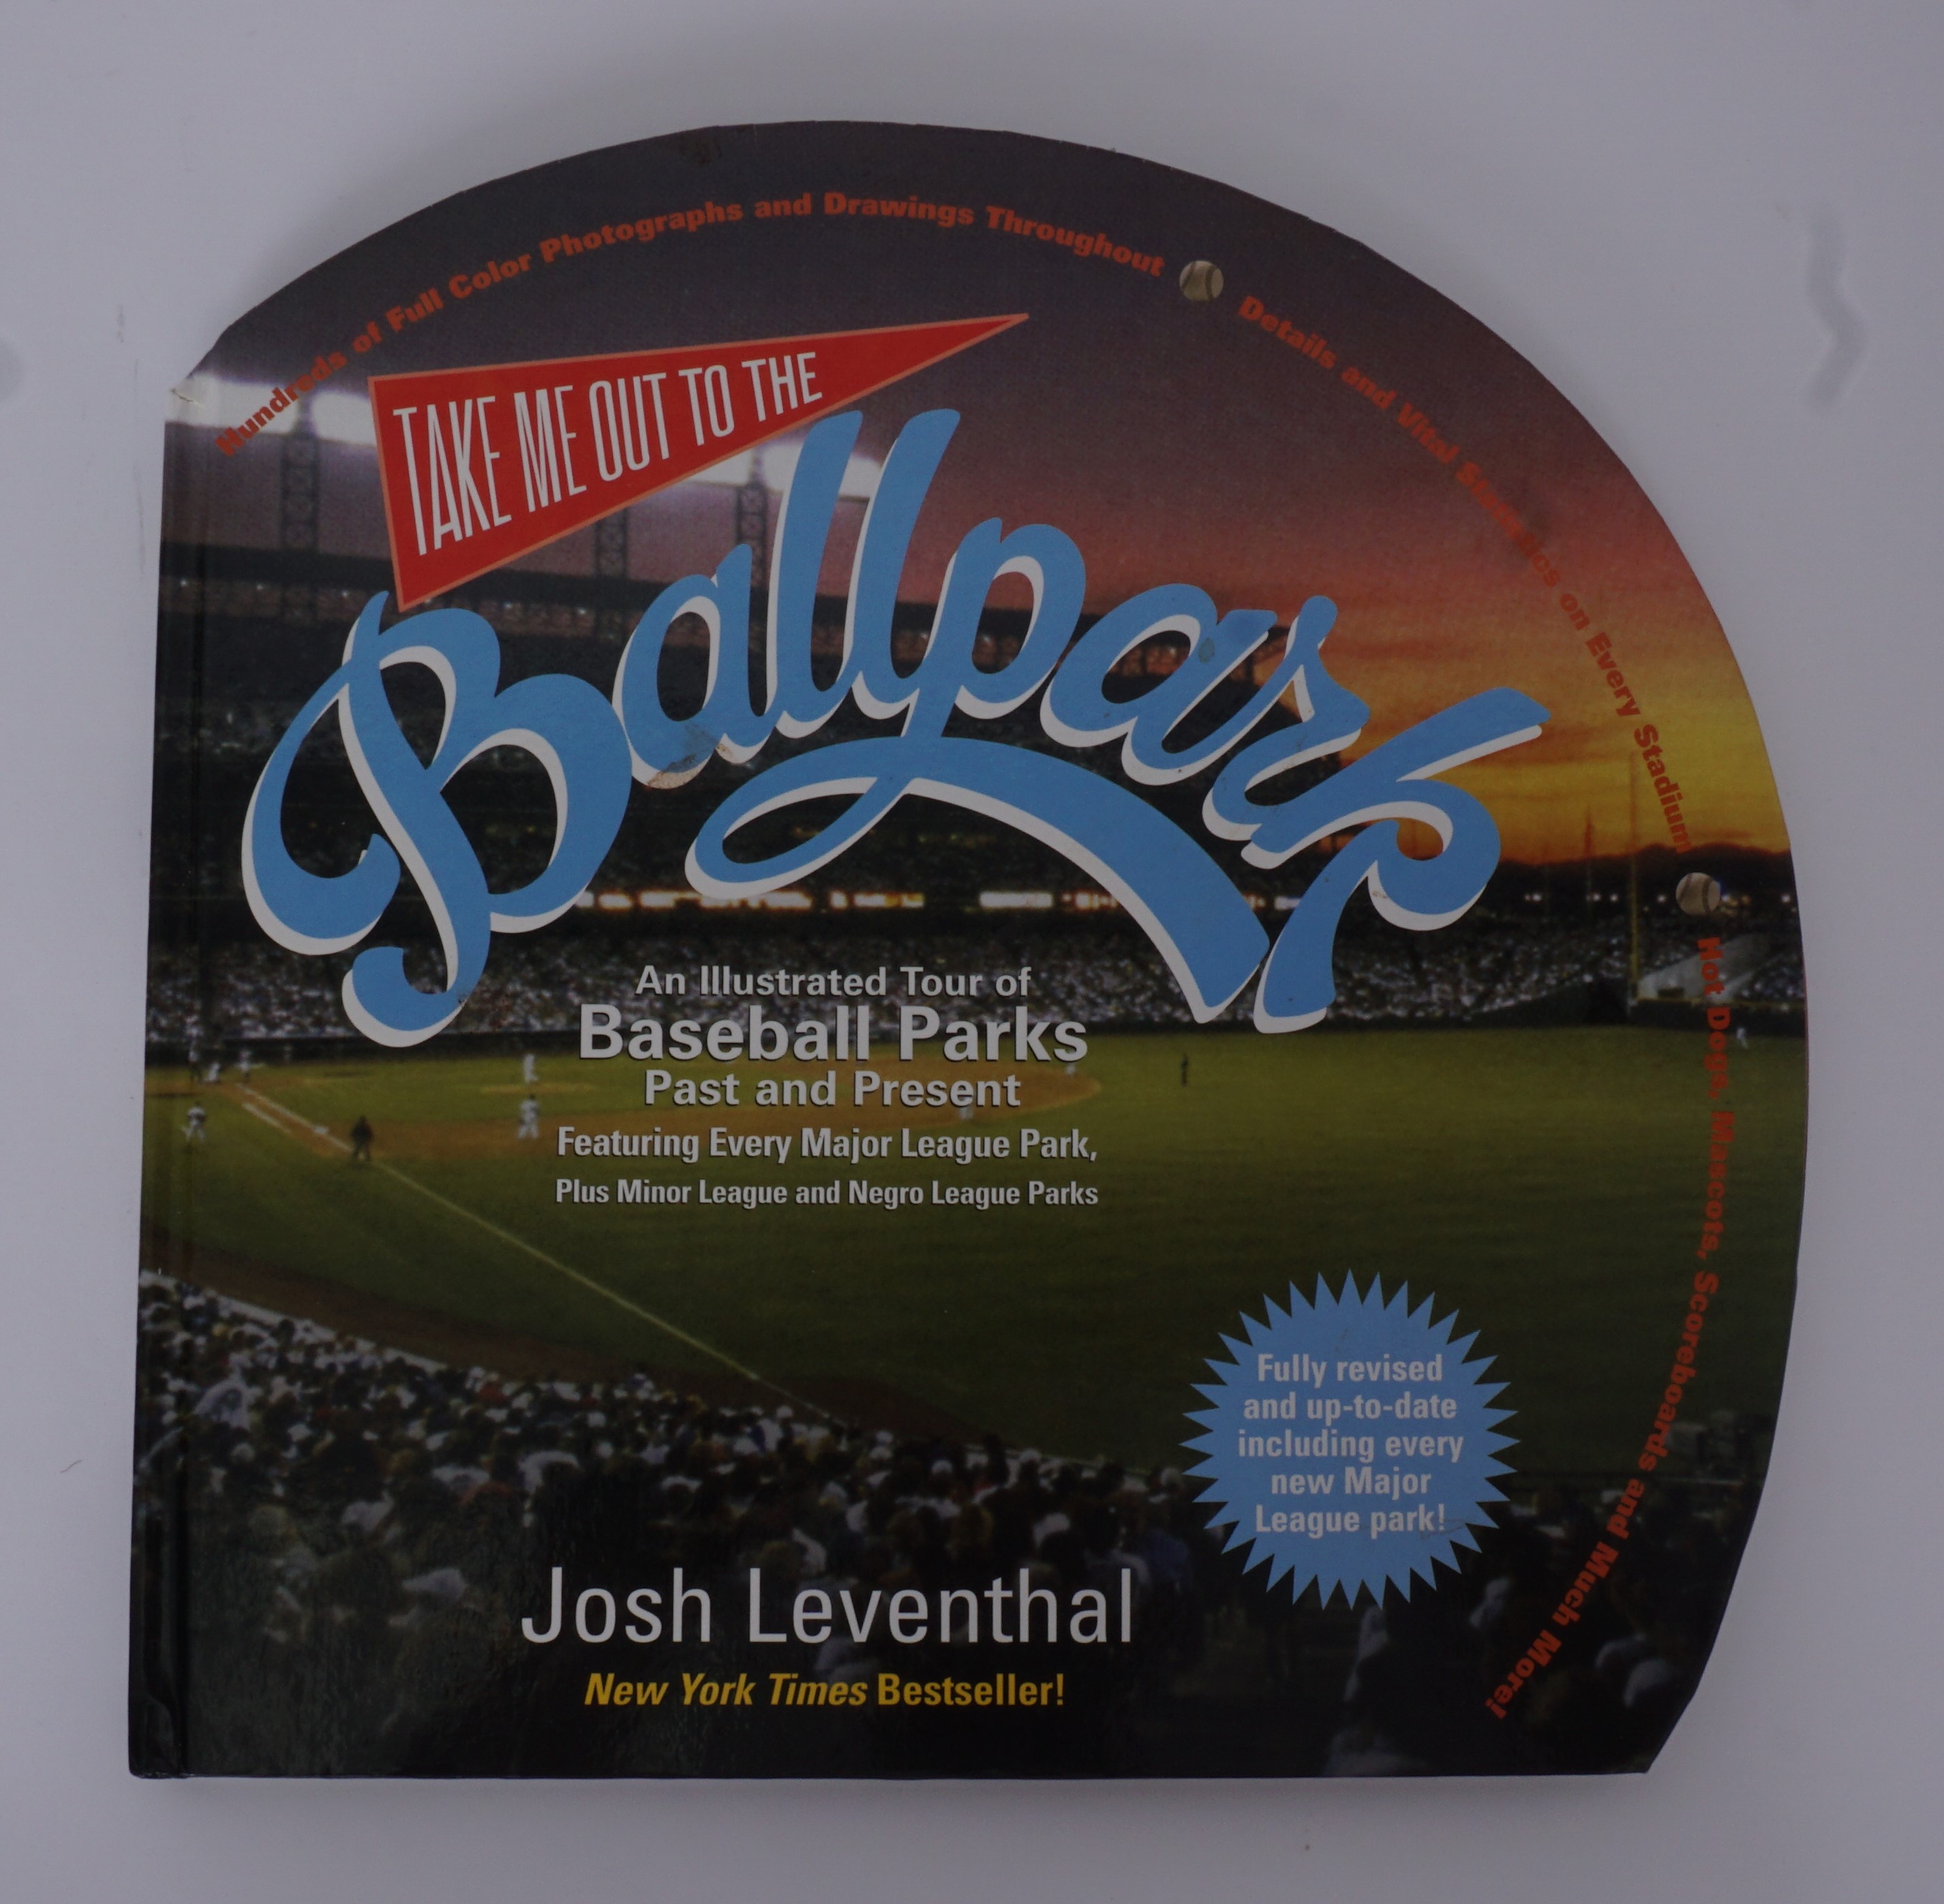 Hundreds of Full Color Photographs and Drawings Throughout
Details and Vital Statistics on Every Stadium
Hot Dogs, Mascots, Scoreboards and Much More!
TAKE ME OUT TO THE
Ballpark
An Illustrated Tour of
Baseball Parks
Past and Present
Featuring Every Major League Park,
Plus Minor League and Negro League Parks
Fully revised
and up-to-date
including every
new Major
League park!
Josh Leventhal
New York Times Bestseller!